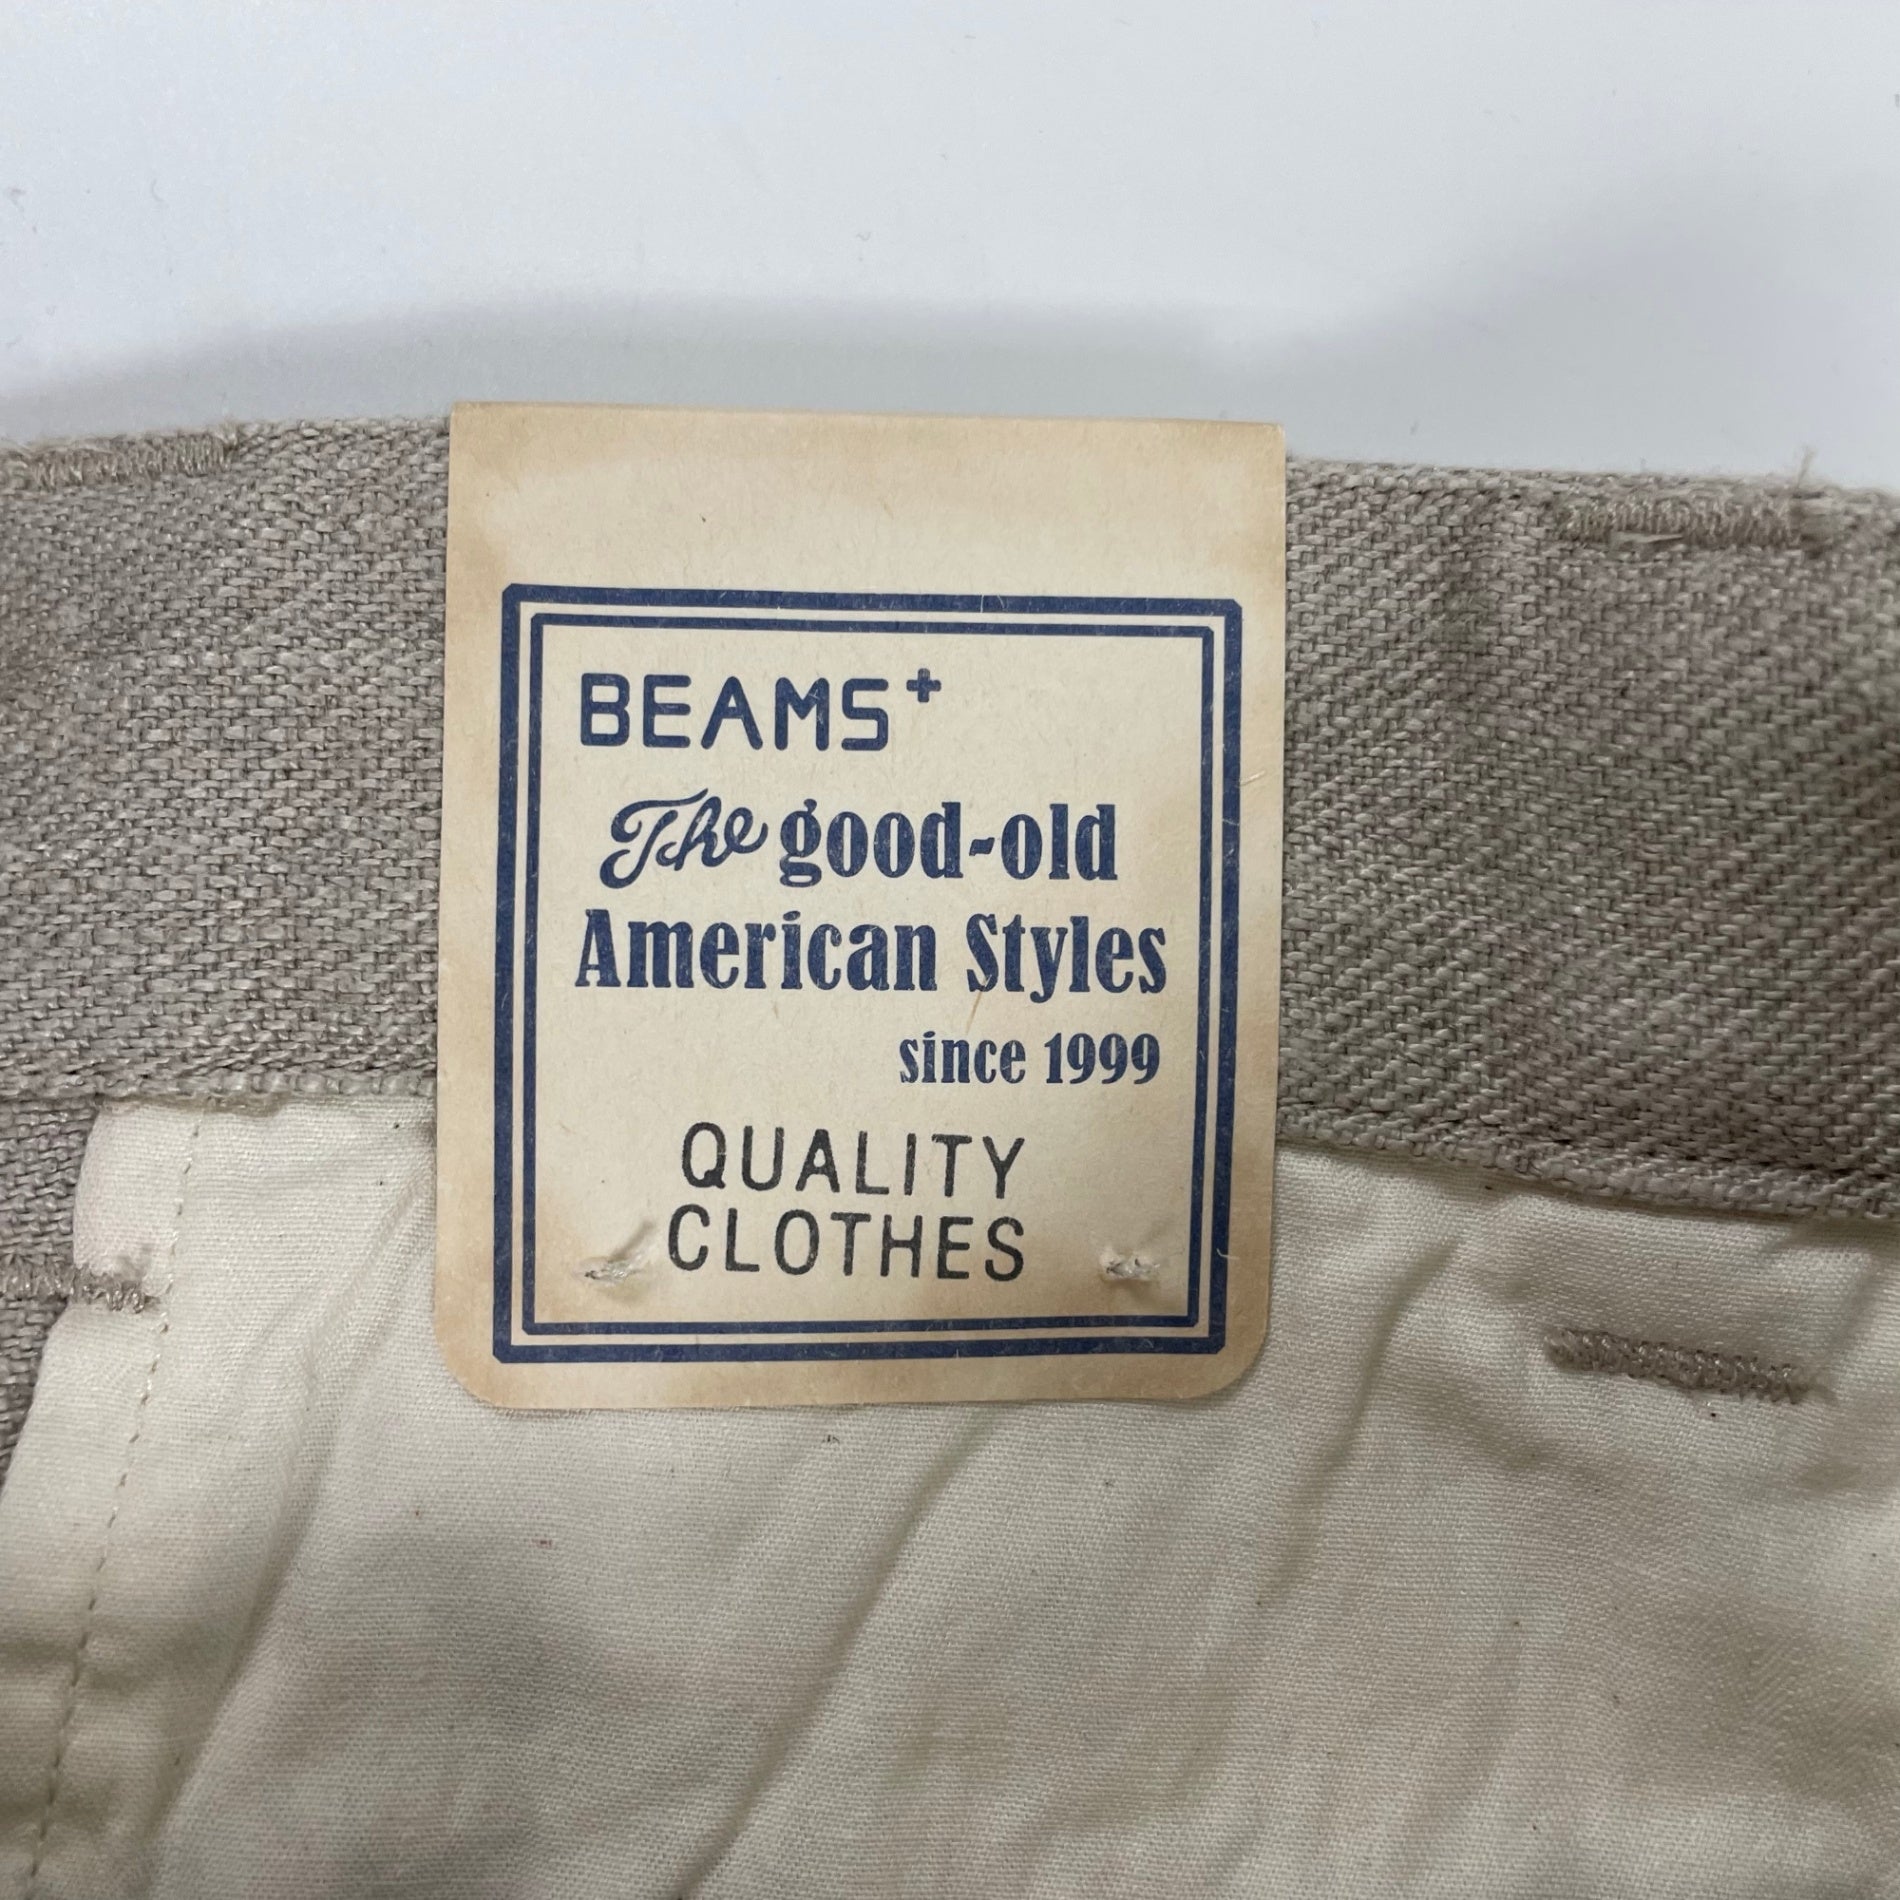 BEAMS+
The good-old
American Styles
since 1999
QUALITY
CLOTHES